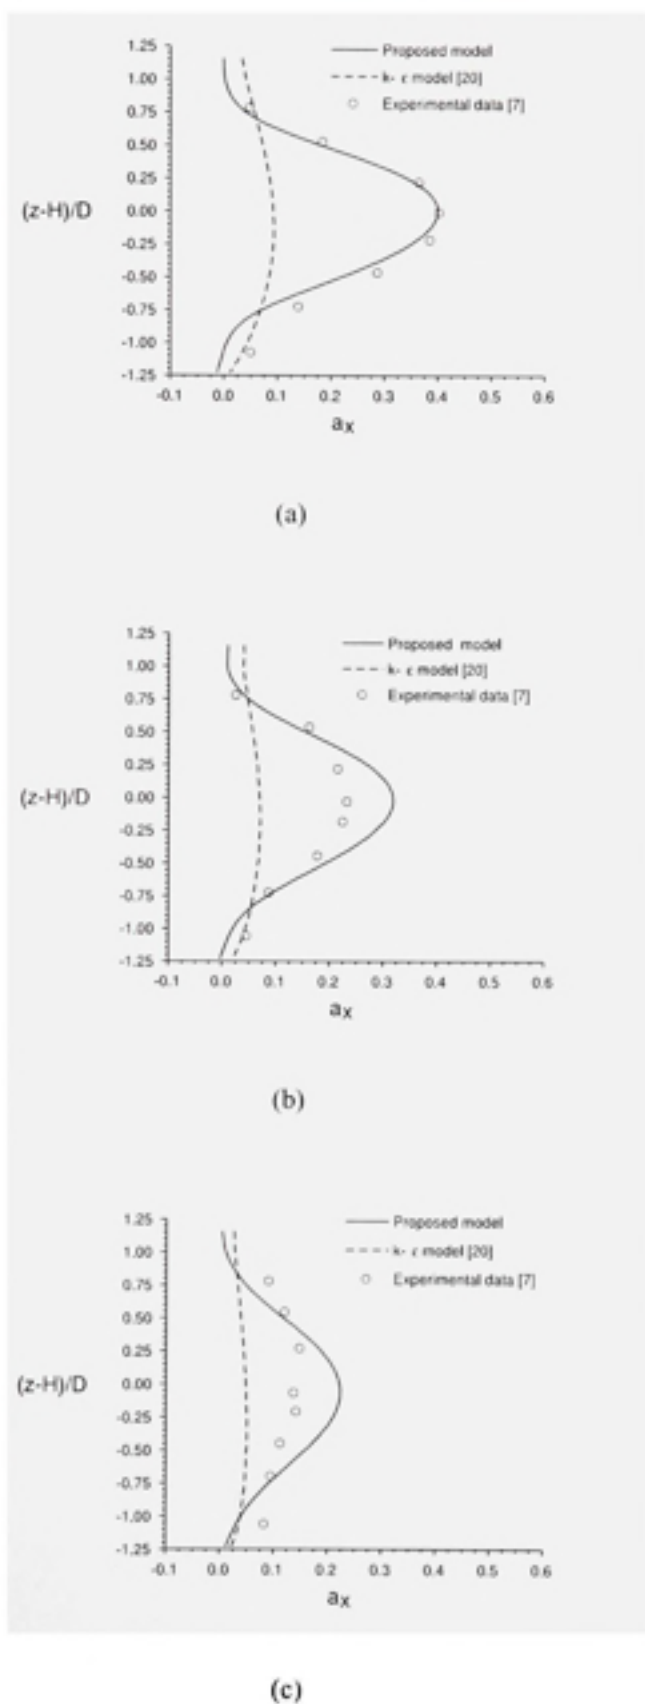 1.25
1.00
0.75
0.50
0.25
0.00
-0.25
-0.50
-0.75
-1.00
-1.25
(z-H)/D
Proposed model
k- ε model [20]
Experimental data [7]
-0.1 0.0 0.1 0.2 0.3 0.4 0.5 0.6
ax
(a)
1.25
1.00
0.75
0.50
0.25
0.00
-0.25
-0.50
-0.75
-1.00
-1.25
(z-H)/D
Proposed model
k- ε model [20]
Experimental data [7]
-0.1 0.0 0.1 0.2 0.3 0.4 0.5 0.6
ax
(b)
1.25
1.00
0.75
0.50
0.25
0.00
-0.25
-0.50
-0.75
-1.00
-1.25
(z-H)/D
Proposed model
k- ε model [20]
Experimental data [7]
-0.1 0.0 0.1 0.2 0.3 0.4 0.5 0.6
ax
(c)